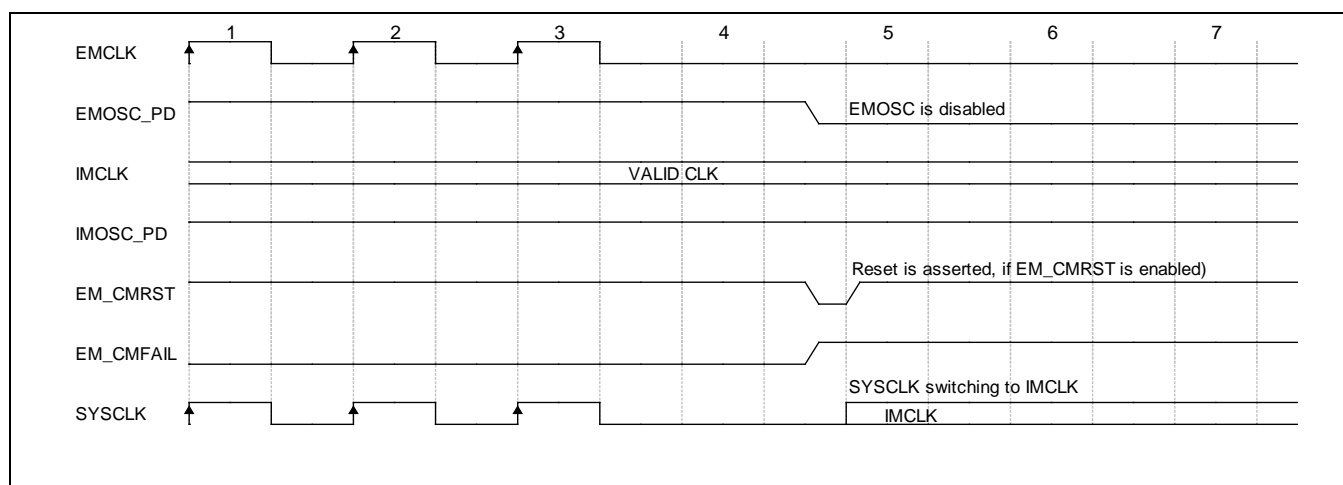 1 2 3 4 5 6 7
EMCLK
EMOSC_PD
EMOSC is disabled
IMCLK
VALID CLK
IMOSC_PD
Reset is asserted, if EM_CMRST is enabled)
EM_CMRST
EM_CMFAIL
SYSCLK switching to IMCLK
SYSCLK
IMCLK